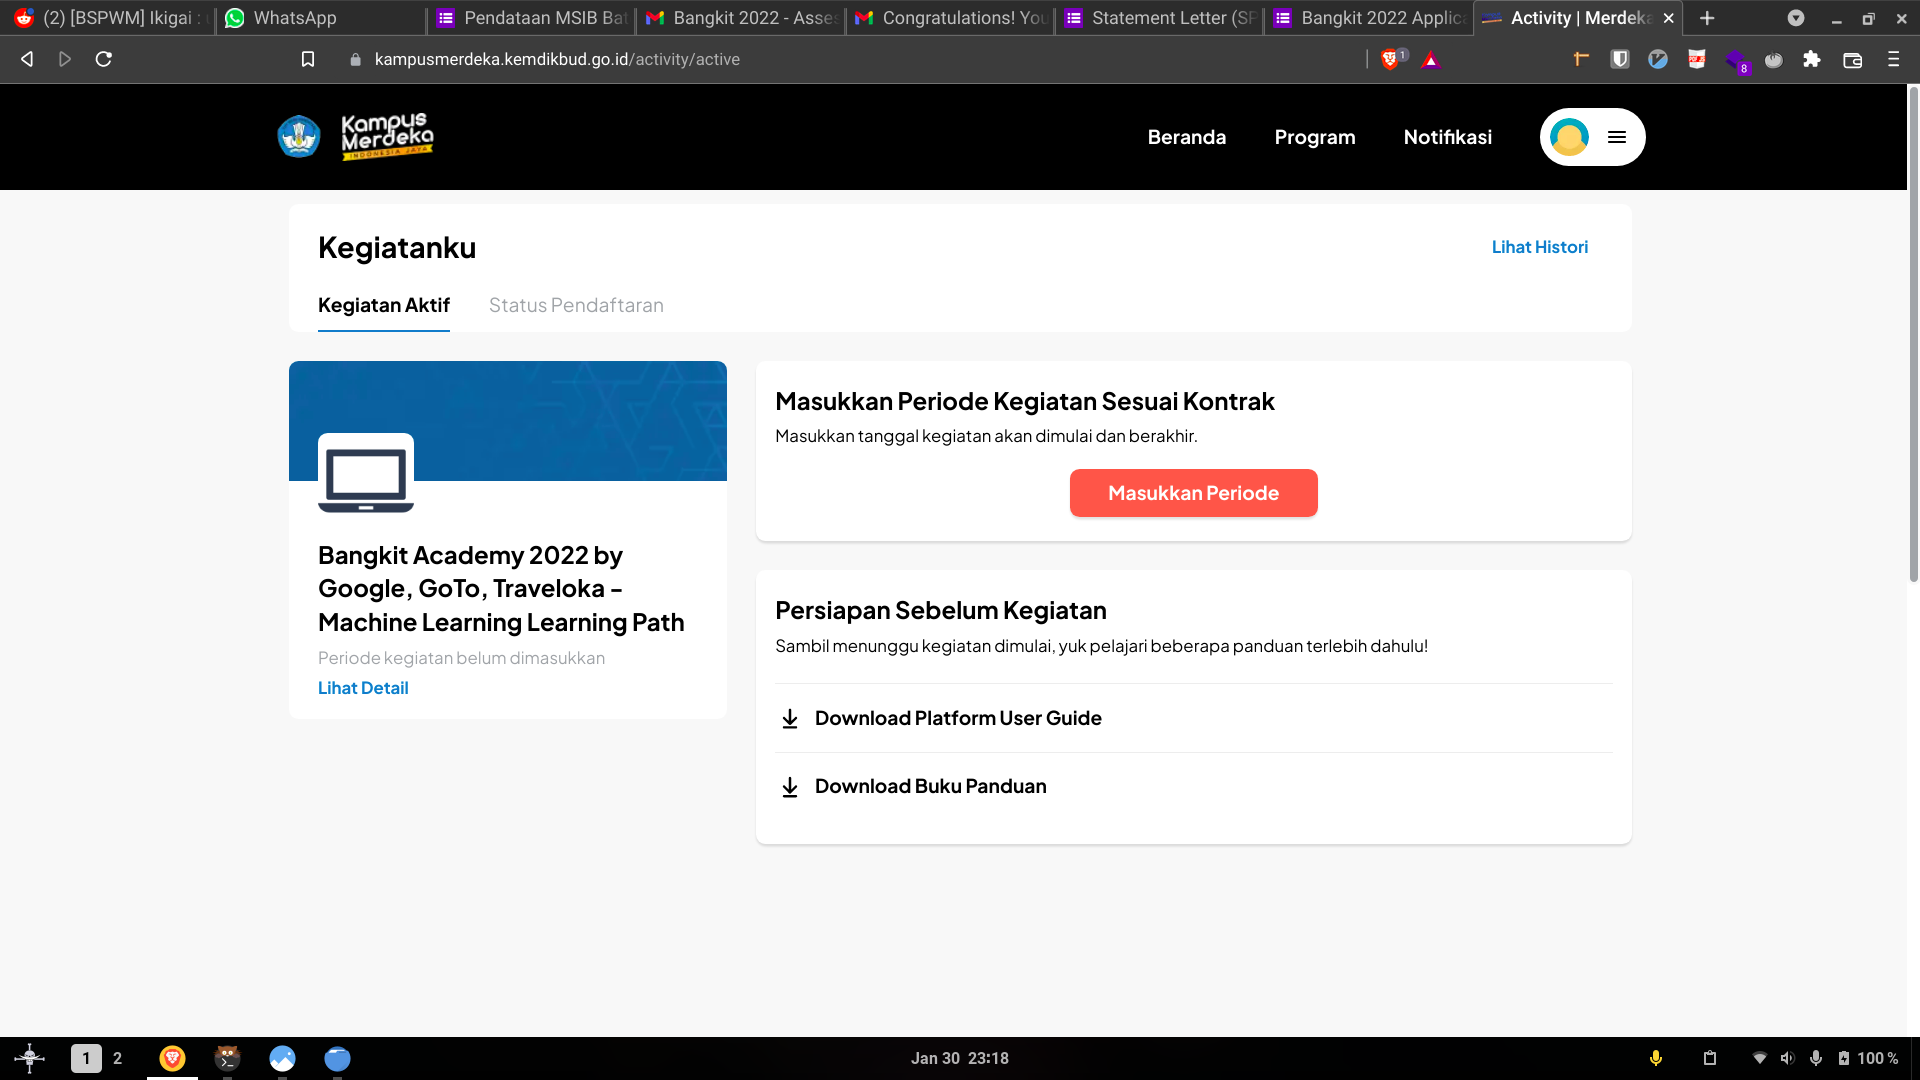 (2) [BSPWM] Ikigai :
WhatsApp
Pendataan MSIB Bat
Bangkit 2022 - Asses
Congratulations! You
Statement Letter (SP
Bangkit 2022 Applica
Activity | Merdeka
kampusmerdeka.kemdikbud.go.id/activity/active
1
8
Kampus
Merdeka
INDONESIA JAYA
Beranda
Program
Notifikasi
Kegiatanku
Lihat Histori
Kegiatan Aktif
Status Pendaftaran
Bangkit Academy 2022 by
Google, GoTo, Traveloka -
Machine Learning Learning Path
Periode kegiatan belum dimasukkan
Lihat Detail
Masukkan Periode Kegiatan Sesuai Kontrak
Masukkan tanggal kegiatan akan dimulai dan berakhir.
Masukkan Periode
Persiapan Sebelum Kegiatan
Sambil menunggu kegiatan dimulai, yuk pelajari beberapa panduan terlebih dahulu!
Download Platform User Guide
Download Buku Panduan
1 2
Jan 30 23:18
100 %